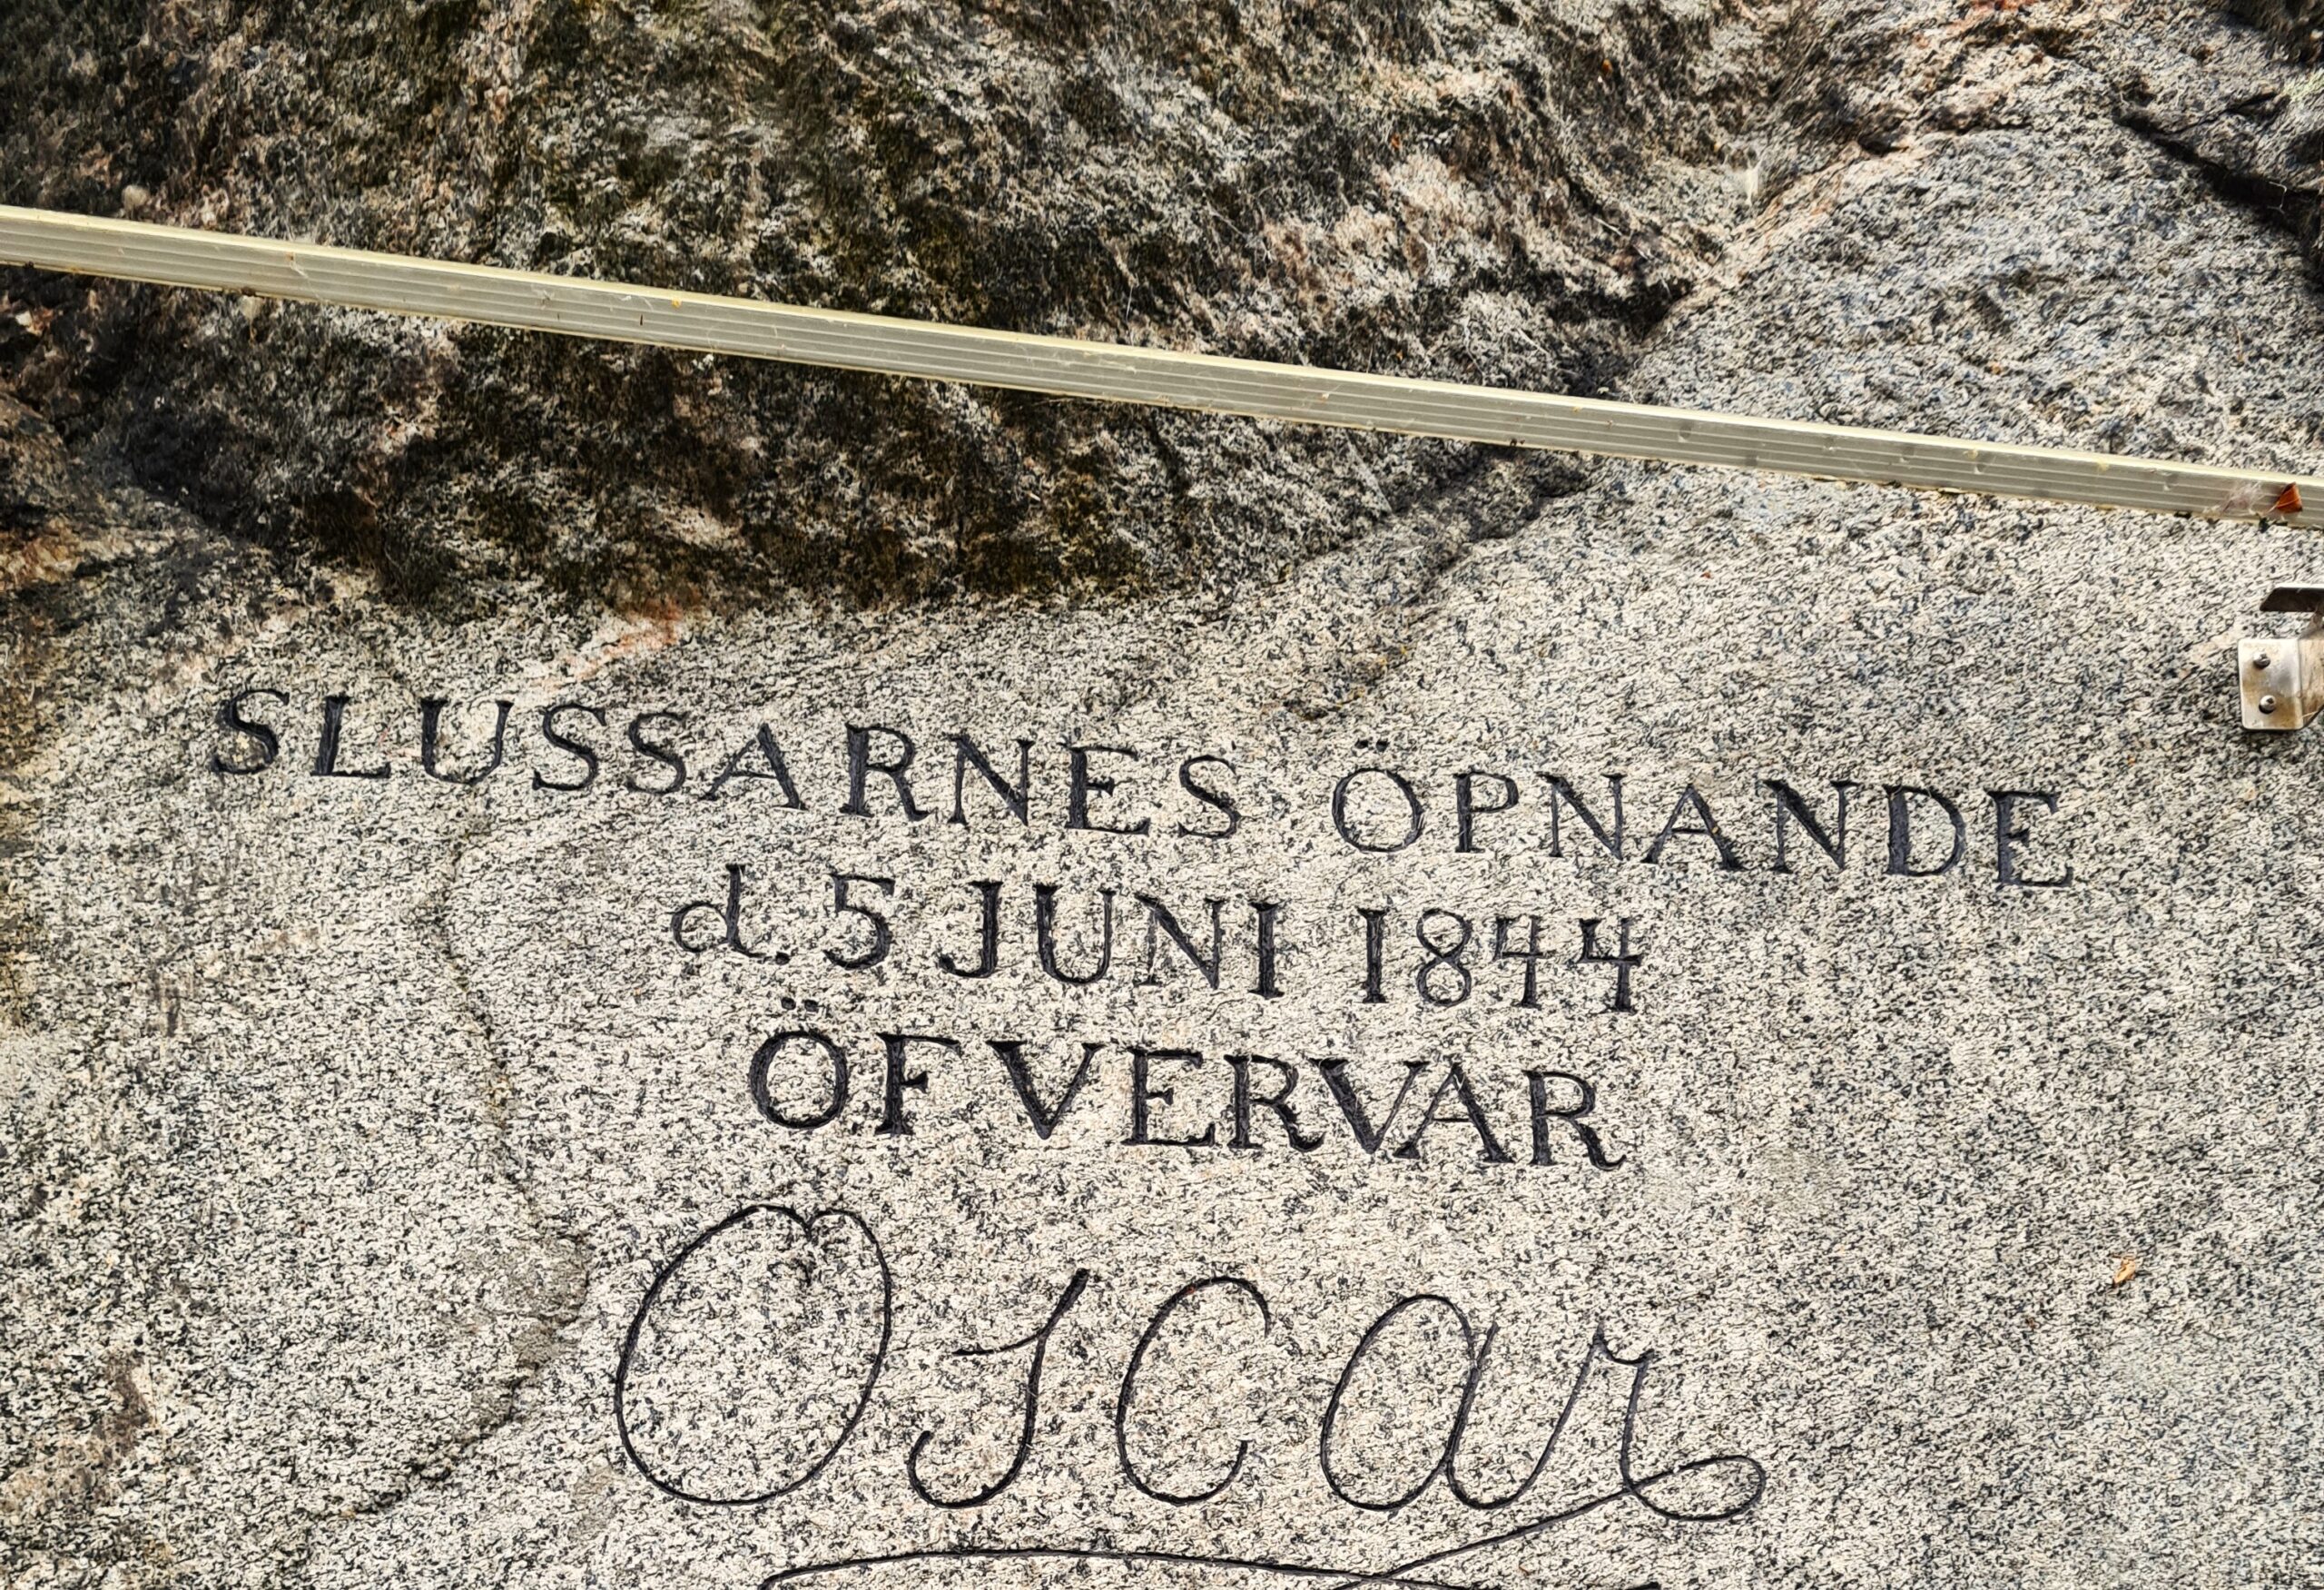 SLUSSARNES ÖPNANDE
d. 5 JUNI 1844
ÖFVERVAR
Oscar